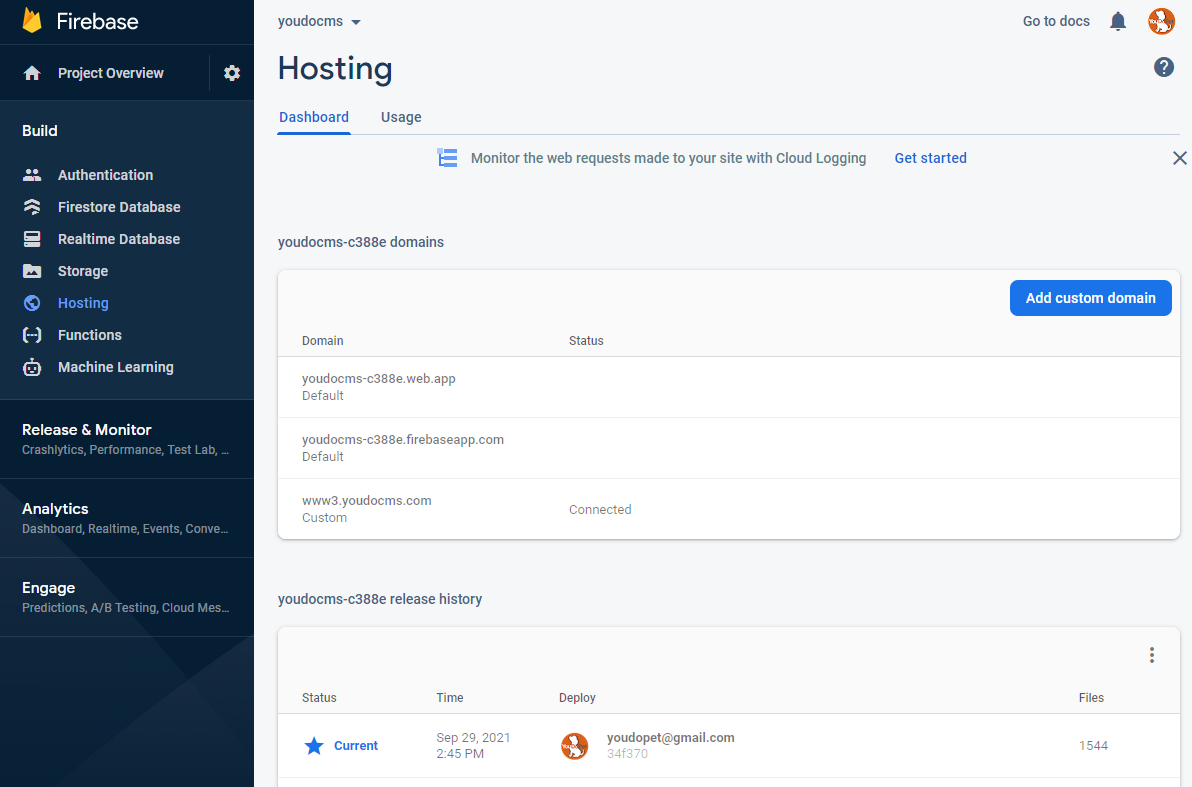 Firebase
Project Overview
Build
Authentication
Firestore Database
Realtime Database
Storage
Hosting
Functions
Machine Learning
Release & Monitor
Crashlytics, Performance, Test Lab, ...
Analytics
Dashboard, Realtime, Events, Conve...
Engage
Predictions, A/B Testing, Cloud Mes...
youdocms
Go to docs
Hosting
Dashboard Usage
Monitor the web requests made to your site with Cloud Logging Get started
youdocms-c388e domains
Add custom domain
Domain Status
youdocms-c388e.web.app
Default
youdocms-c388e.firebaseapp.com
Default
www3.youdocms.com
Custom
Connected
youdocms-c388e release history
Status Time Deploy Files
Current
Sep 29, 2021
2:45 PM
youdopet@gmail.com
34f370
1544